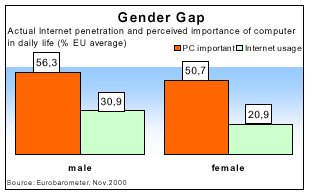 Gender Gap
Actual Internet penetration and perceived importance of computer
in daily life (% EU average)
PC important Internet usage
56,3
50,7
30,9
20,9
male female
Source: Eurobarometer, Nov.2000